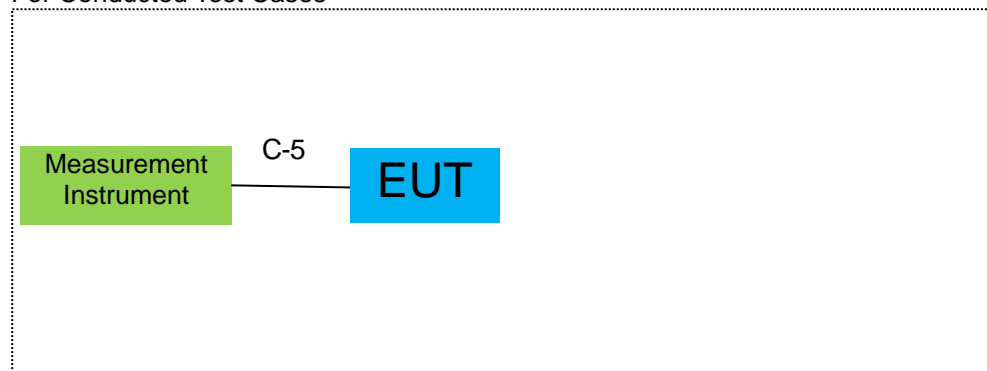 For Conducted Test Cases
C-5
Measurement
Instrument
EUT